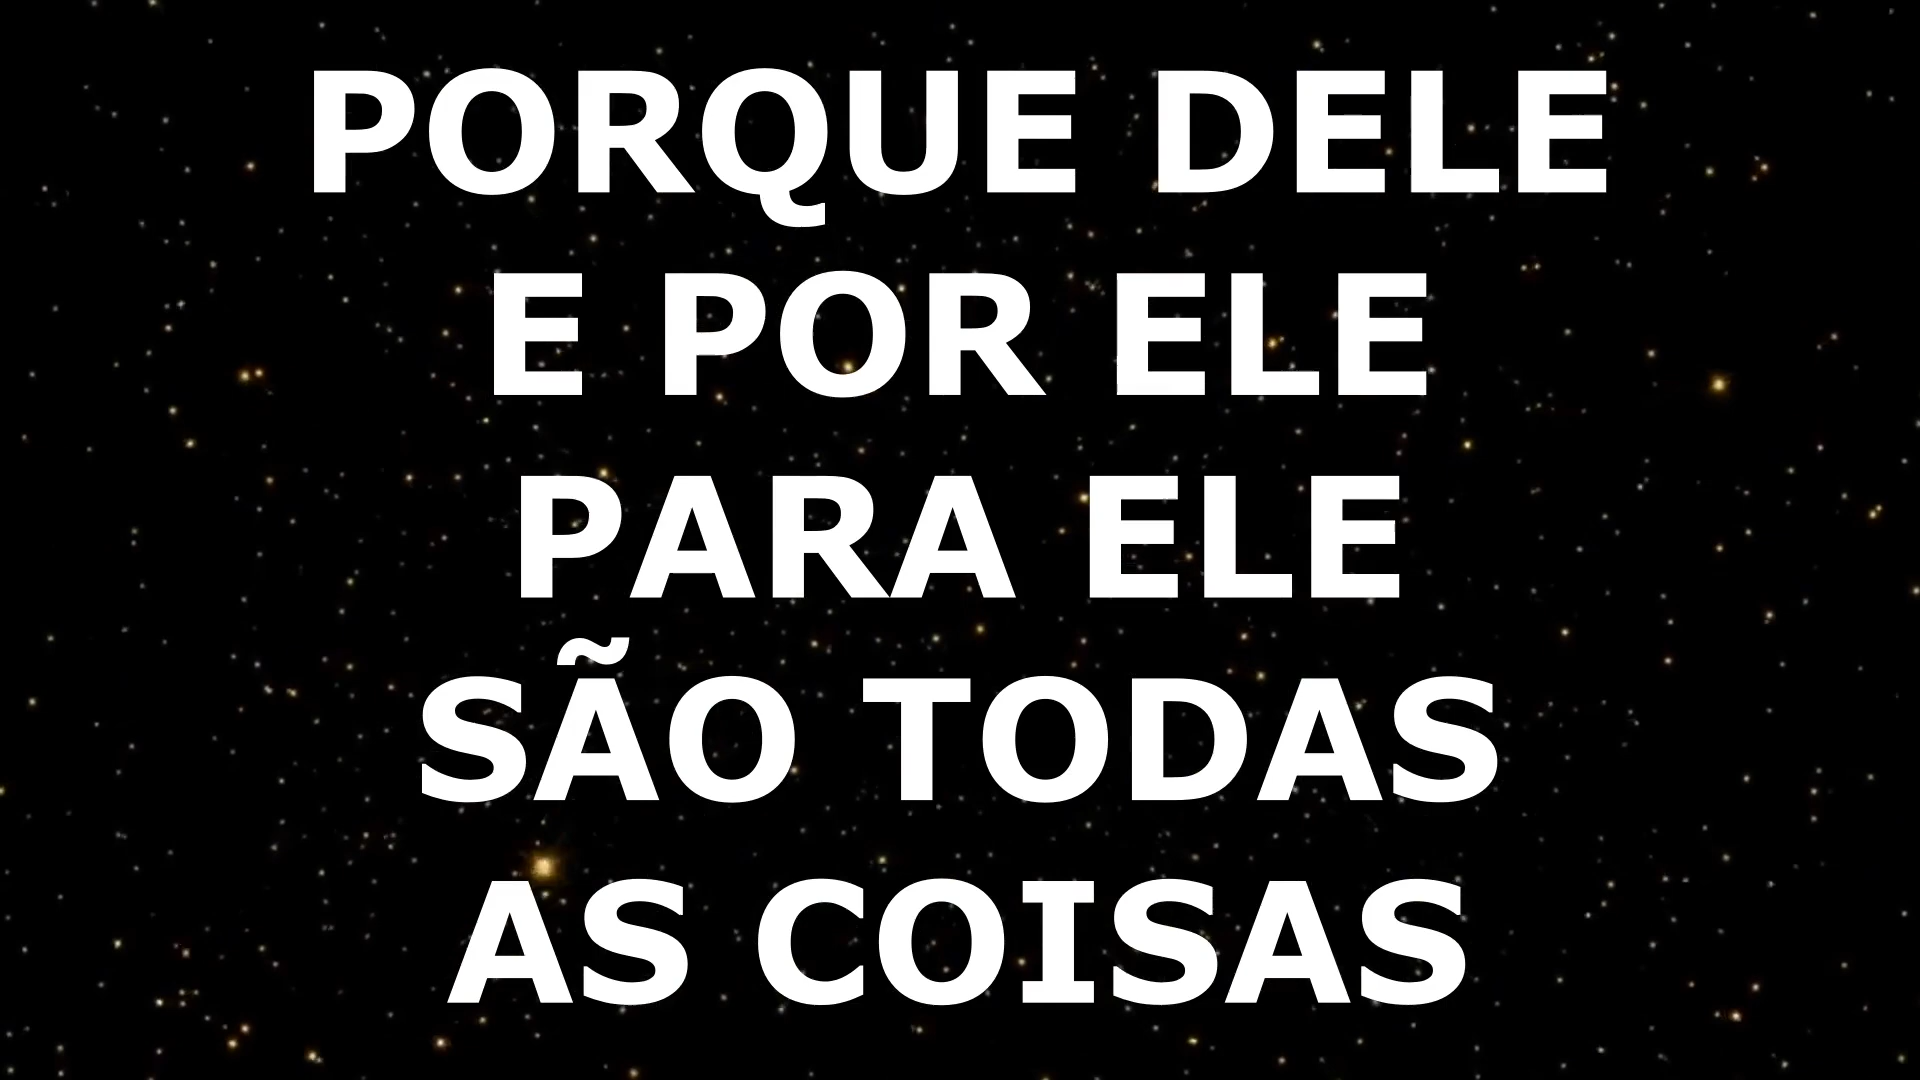 PORQUE DELE
E POR ELE
PARA ELE
SÃO TODAS
AS COISAS